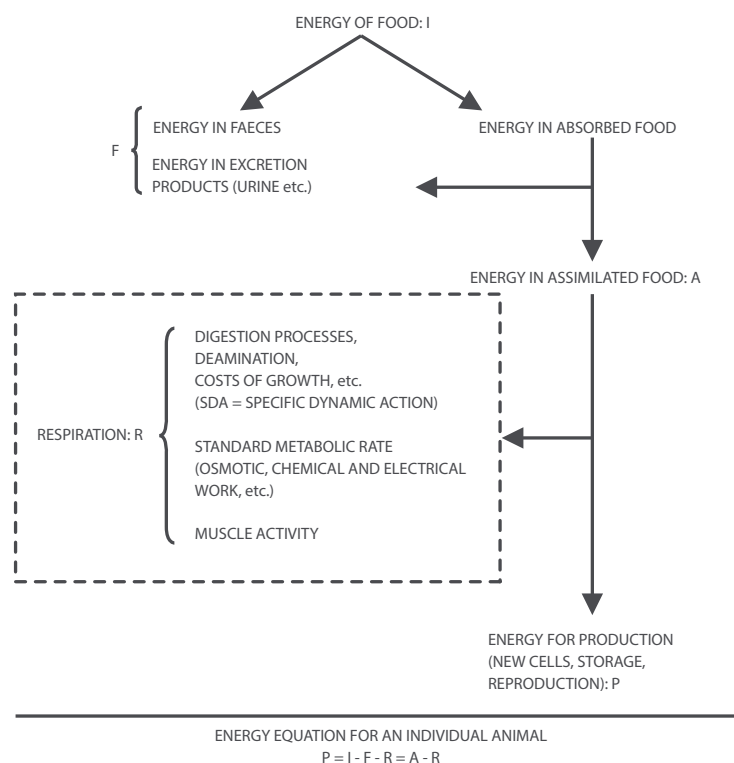 ENERGY OF FOOD: I
ENERGY IN FAECES
F
ENERGY IN EXCRETION
PRODUCTS (URINE etc.)
ENERGY IN ABSORBED FOOD
ENERGY IN ASSIMILATED FOOD: A
RESPIRATION: R
DIGESTION PROCESSES,
DEAMINATION,
COSTS OF GROWTH, etc.
(SDA = SPECIFIC DYNAMIC ACTION)
STANDARD METABOLIC RATE
(OSMOTIC, CHEMICAL AND ELECTRICAL
WORK, etc.)
MUSCLE ACTIVITY
ENERGY FOR PRODUCTION
(NEW CELLS, STORAGE,
REPRODUCTION): P
ENERGY EQUATION FOR AN INDIVIDUAL ANIMAL
P = I - F - R = A - R